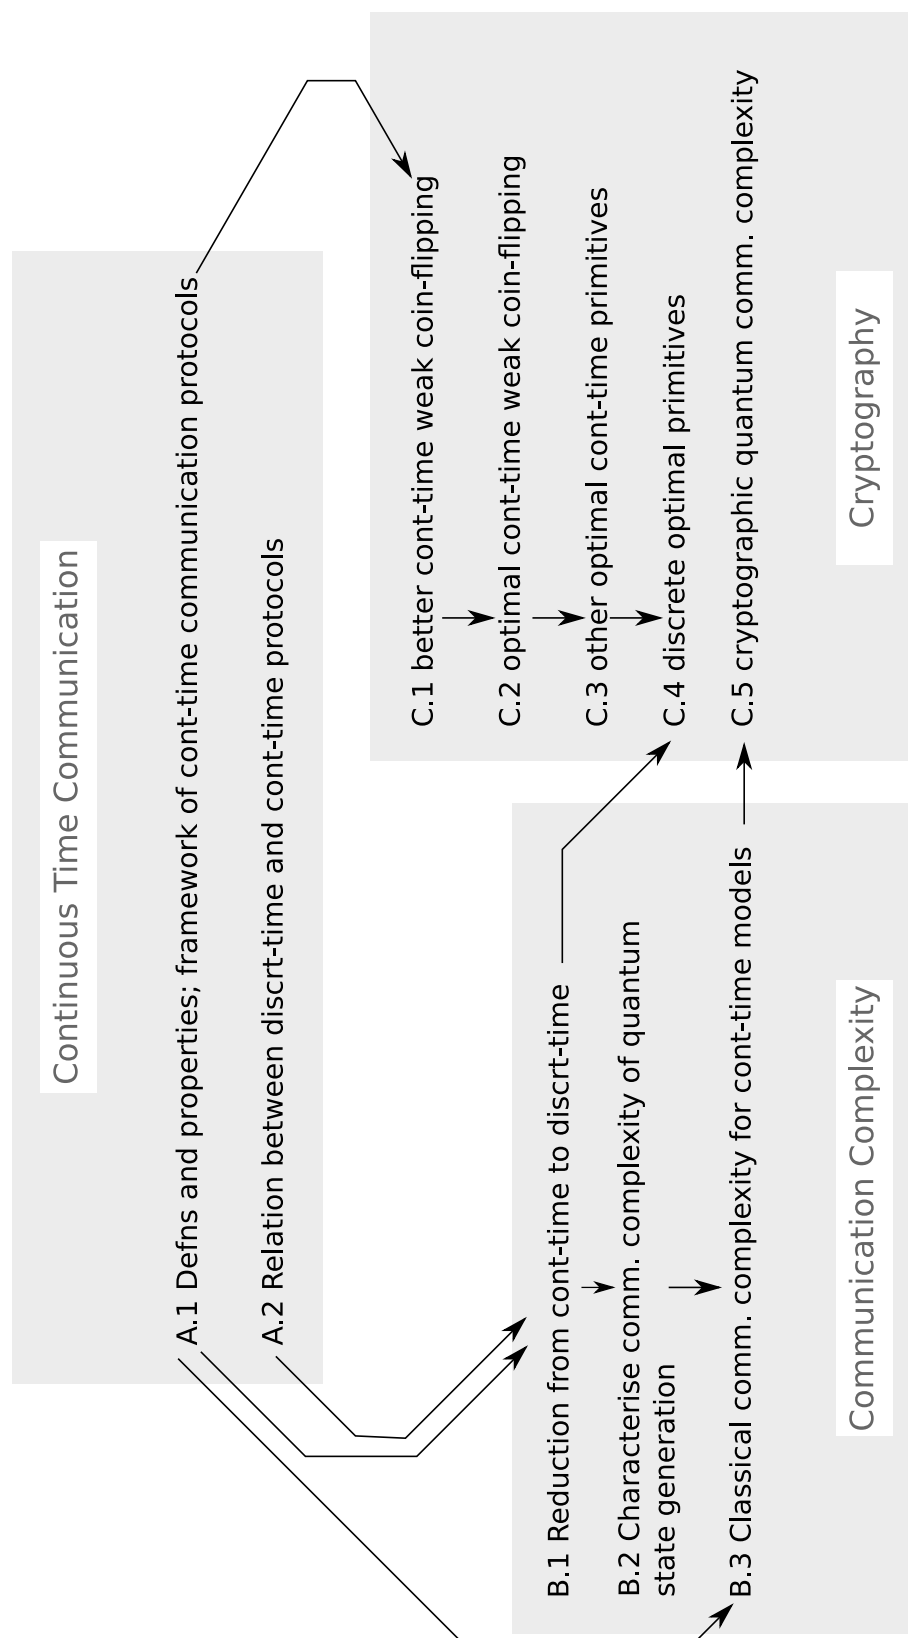 Continuous Time Communication
A.1 Defns and properties; framework of cont-time communication protocols
A.2 Relation between discrt-time and cont-time protocols
B.1 Reduction from cont-time to discrt-time
B.2 Characterise comm. complexity of quantum
state generation
B.3 Classical comm. complexity for cont-time models
Communication Complexity
C.1 better cont-time weak coin-flipping
C.2 optimal cont-time weak coin-flipping
C.3 other optimal cont-time primitives
C.4 discrete optimal primitives
C.5 cryptographic quantum comm. complexity
Cryptography